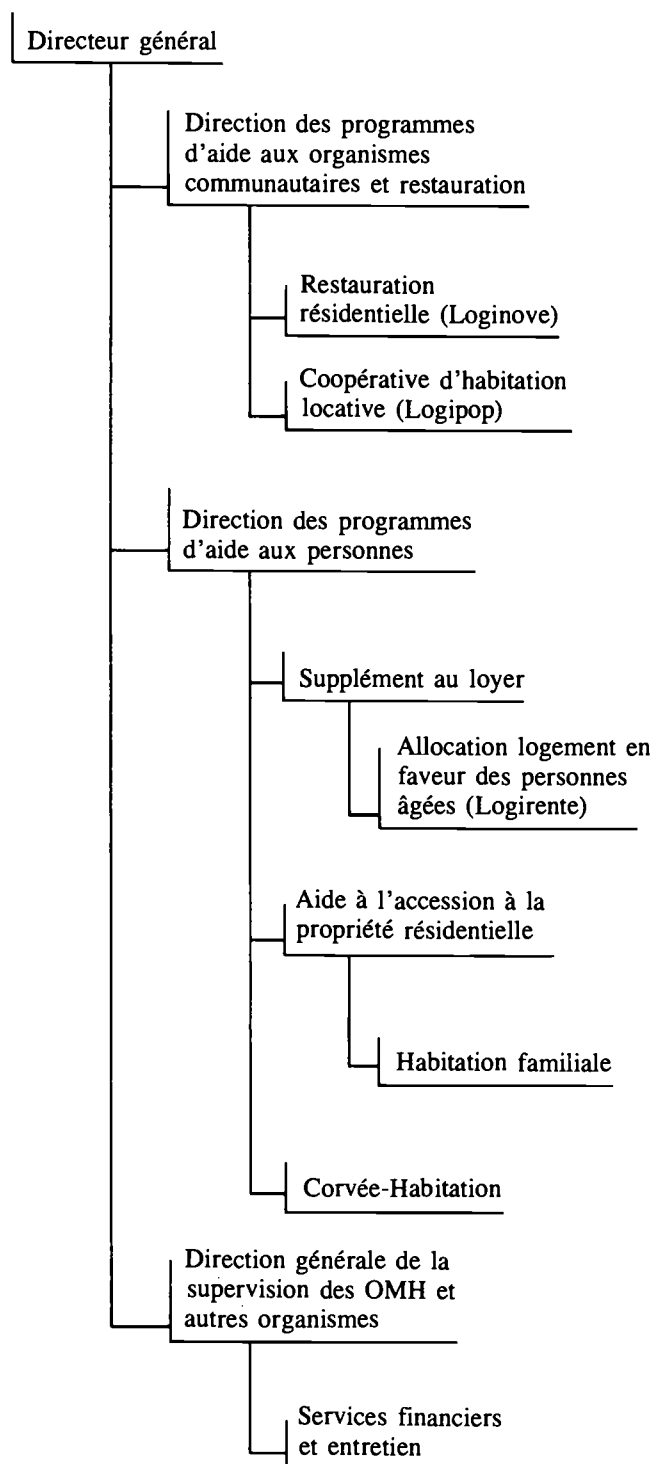 Directeur général
Direction des programmes
d'aide aux organismes
communautaires et restauration
Restauration
résidentielle (Loginove)
Coopérative d'habitation
locative (Logipop)
Direction des programmes
d'aide aux personnes
Supplément au loyer
Allocation logement en
faveur des personnes
âgées (Logirente)
Aide à l'accession à la
propriété résidentielle
Habitation familiale
Corvée-Habitation
Direction générale de la
supervision des OMH et
autres organismes
Services financiers
et entretien